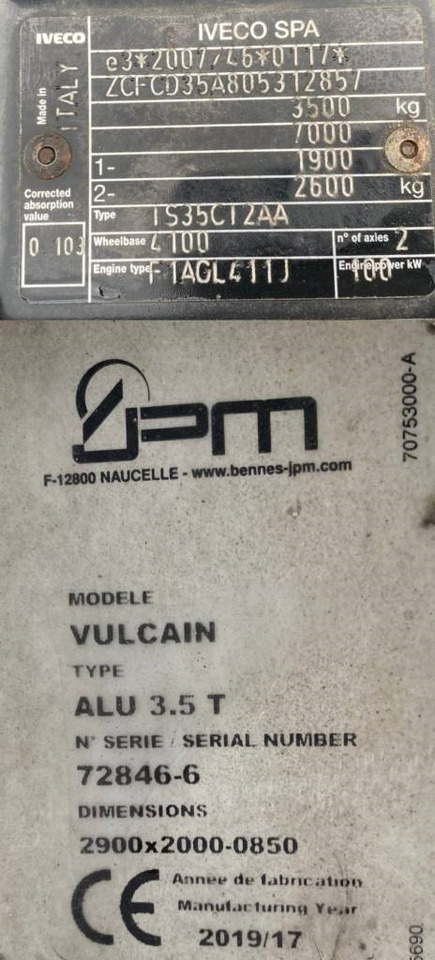 IVECO
IVECO SPA
e3*2007/46*0117*
ZCFCD35A805312857
3500 kg
7000
1- 1900
2- 2600 kg
Made in ITALY
Corrected absorption value
0 103
Type IS35CI2AA
Wheelbase 4100
n° of axles 2
Engine type F1AGL411J
Engine power kW 100
JPM
F-12800 NAUCELLE - www.bennes-jpm.com
70753000-A
MODELE
VULCAIN
TYPE
ALU 3.5 T
N° SERIE / SERIAL NUMBER
72846-6
DIMENSIONS
2900x2000-0850
CE
Annee de fabrication
Manufacturing Year
2019/17